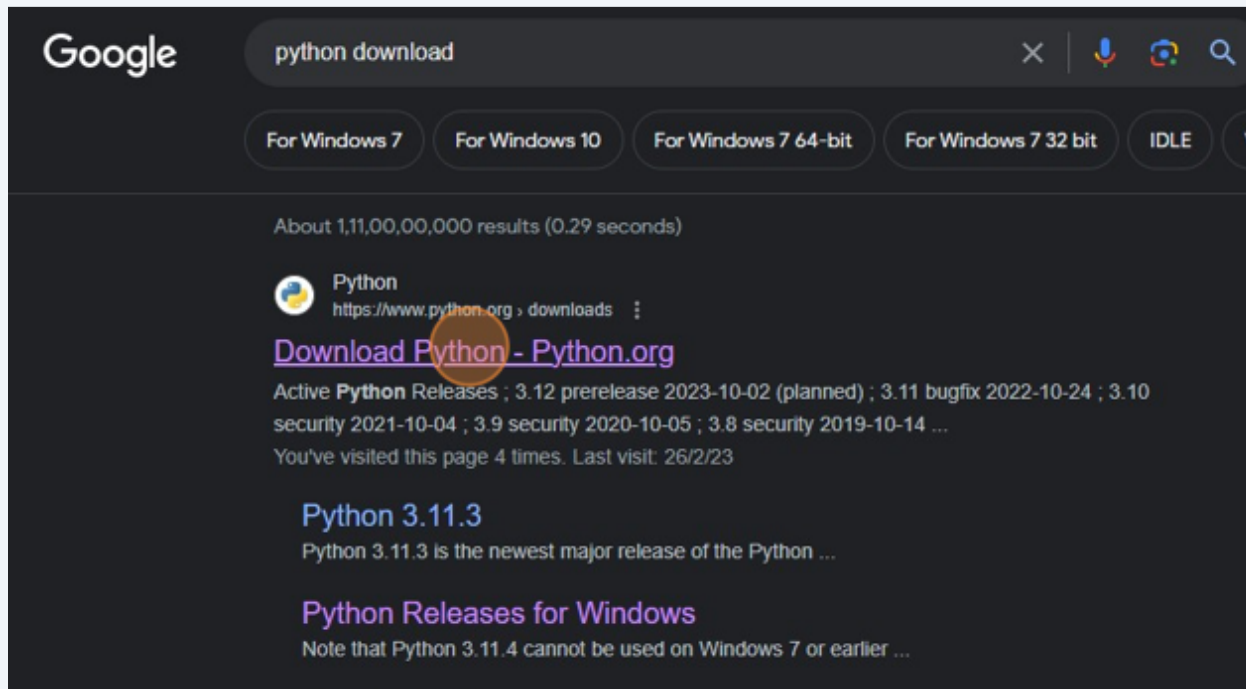 Google
python download
For Windows 7
For Windows 10
For Windows 7 64-bit
For Windows 7 32 bit
IDLE
About 1,11,00,00,000 results (0.29 seconds)
Python
https://www.python.org › downloads
Download Python - Python.org
Active Python Releases ; 3.12 prerelease 2023-10-02 (planned) ; 3.11 bugfix 2022-10-24 ; 3.10
security 2021-10-04 ; 3.9 security 2020-10-05 ; 3.8 security 2019-10-14 ...
You've visited this page 4 times. Last visit: 26/2/23
Python 3.11.3
Python 3.11.3 is the newest major release of the Python ...
Python Releases for Windows
Note that Python 3.11.4 cannot be used on Windows 7 or earlier ...